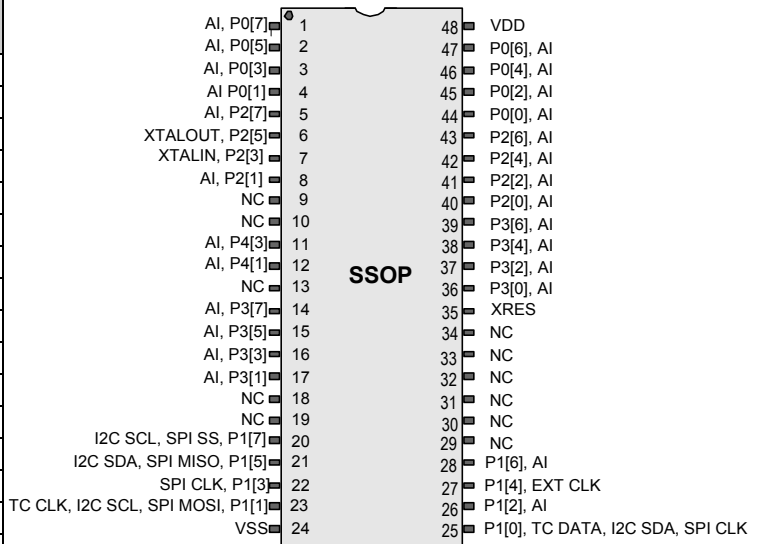 AI, P0[7] 1 48 VDD
AI, P0[5] 2 47 P0[6], AI
AI, P0[3] 3 46 P0[4], AI
AI P0[1] 4 45 P0[2], AI
AI, P2[7] 5 44 P0[0], AI
XTALOUT, P2[5] 6 43 P2[6], AI
XTALIN, P2[3] 7 42 P2[4], AI
AI, P2[1] 8 41 P2[2], AI
NC 9 40 P2[0], AI
NC 10 39 P3[6], AI
AI, P4[3] 11 38 P3[4], AI
AI, P4[1] 12 37 P3[2], AI
SSOP
NC 13 36 P3[0], AI
AI, P3[7] 14 35 XRES
AI, P3[5] 15 34 NC
AI, P3[3] 16 33 NC
AI, P3[1] 17 32 NC
NC 18 31 NC
NC 19 30 NC
I2C SCL, SPI SS, P1[7] 20 29 NC
I2C SDA, SPI MISO, P1[5] 21 28 P1[6], AI
SPI CLK, P1[3] 22 27 P1[4], EXT CLK
TC CLK, I2C SCL, SPI MOSI, P1[1] 23 26 P1[2], AI
VSS 24 25 P1[0], TC DATA, I2C SDA, SPI CLK